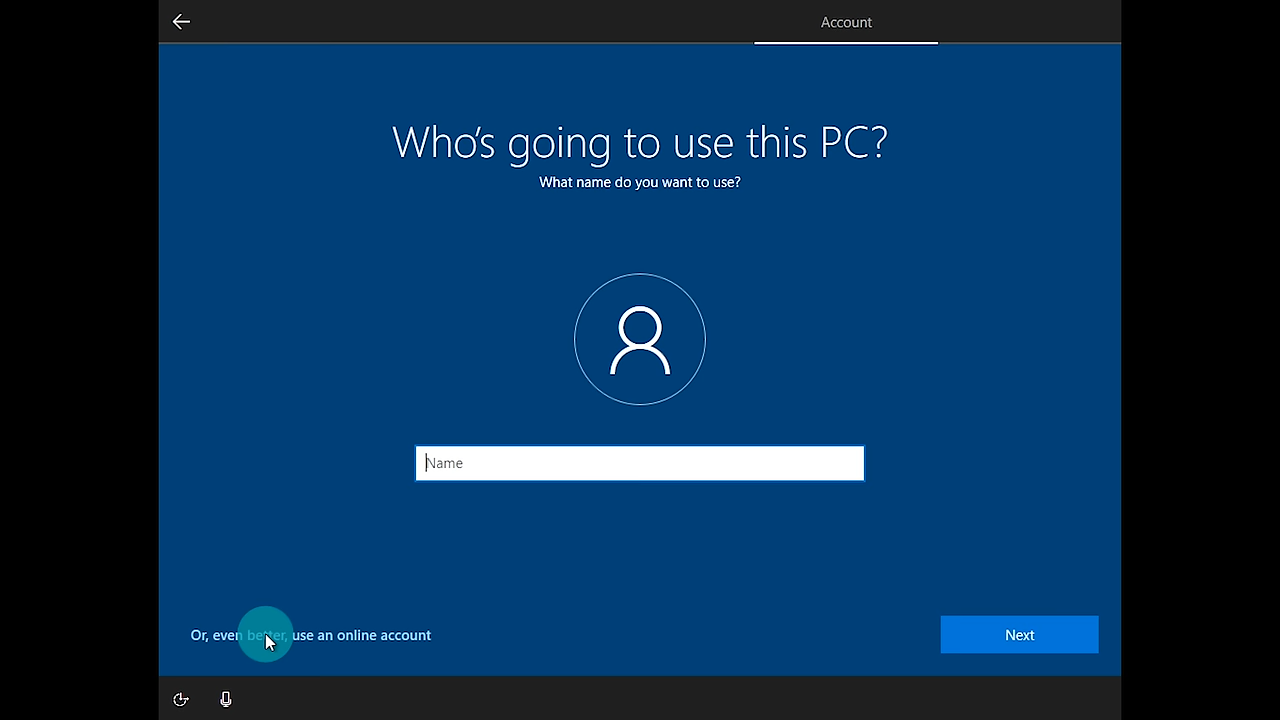 Account
Who's going to use this PC?
What name do you want to use?
Name
Or, even better, use an online account
Next